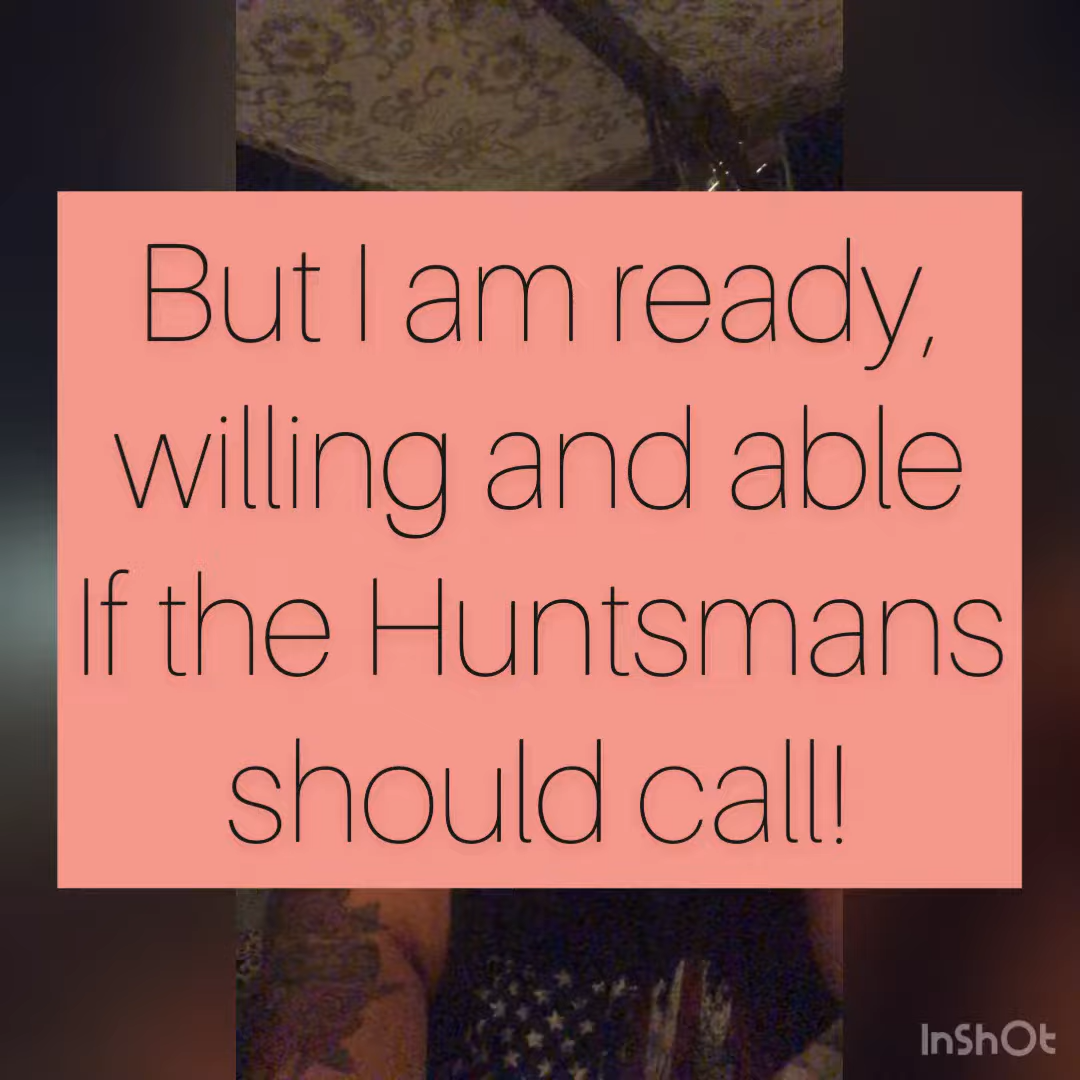 But I am ready,
willing and able
If the Huntsmans
should call!
InShOt